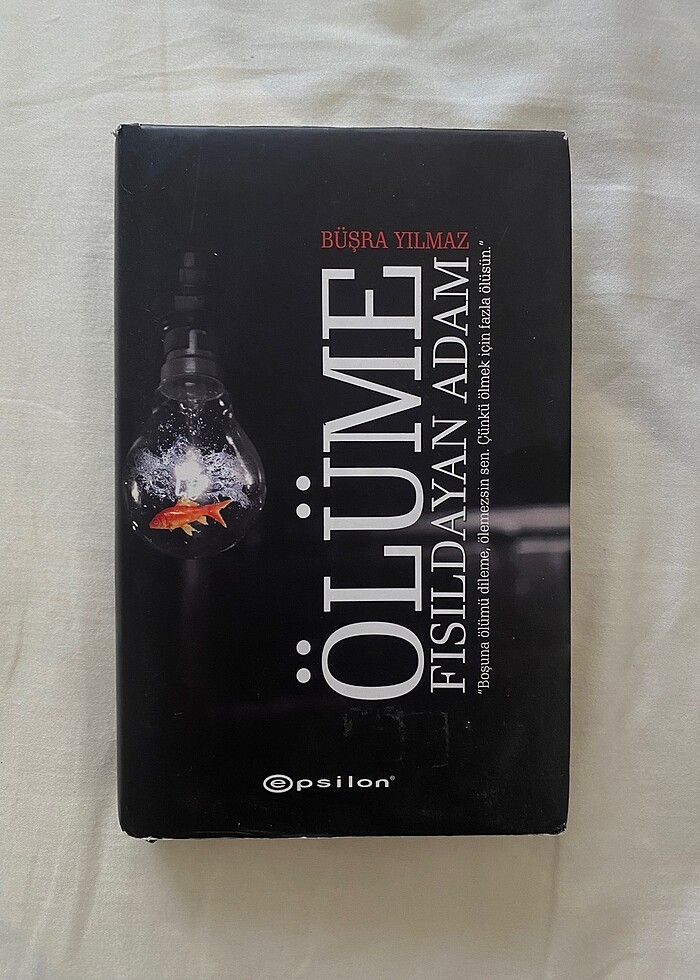 BÜŞRA YILMAZ
ÖLÜME
FISILDAYAN ADAM
"Boşuna ölümü dileme, ölemezsin sen. Çünkü ölmek için fazla ölüsün."
epsilon®